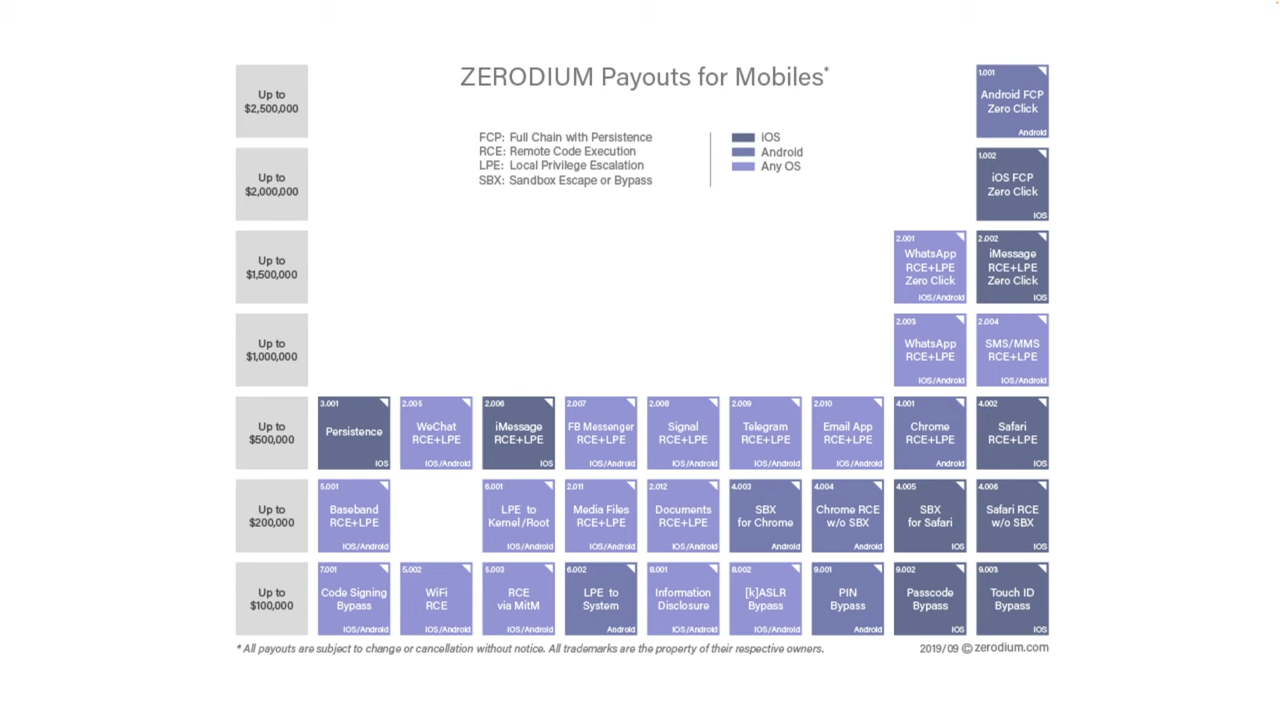 ZERODIUM Payouts for Mobiles*
FCP: Full Chain with Persistence
RCE: Remote Code Execution
LPE: Local Privilege Escalation
SBX: Sandbox Escape or Bypass
iOS
Android
Any OS
Up to
$2,500,000
1.001
Android FCP
Zero Click
Android
Up to
$2,000,000
1.002
iOS FCP
Zero Click
iOS
Up to
$1,500,000
2.001
WhatsApp
RCE+LPE
Zero Click
iOS/Android
2.002
iMessage
RCE+LPE
Zero Click
iOS
Up to
$1,000,000
2.003
WhatsApp
RCE+LPE
iOS/Android
2.004
SMS/MMS
RCE+LPE
iOS/Android
Up to
$500,000
3.001
Persistence
iOS
2.005
WeChat
RCE+LPE
iOS/Android
2.006
iMessage
RCE+LPE
iOS
2.007
FB Messenger
RCE+LPE
iOS/Android
2.008
Signal
RCE+LPE
iOS/Android
2.009
Telegram
RCE+LPE
iOS/Android
2.010
Email App
RCE+LPE
iOS/Android
4.001
Chrome
RCE+LPE
Android
4.002
Safari
RCE+LPE
iOS
Up to
$200,000
5.001
Baseband
RCE+LPE
iOS/Android
6.001
LPE to
Kernel/Root
iOS/Android
2.011
Media Files
RCE+LPE
iOS/Android
2.012
Documents
RCE+LPE
iOS/Android
4.003
SBX
for Chrome
Android
4.004
Chrome RCE
w/o SBX
Android
4.005
SBX
for Safari
iOS
4.006
Safari RCE
w/o SBX
iOS
Up to
$100,000
7.001
Code Signing
Bypass
iOS/Android
5.002
WiFi
RCE
iOS/Android
5.003
RCE
via MitM
iOS/Android
6.002
LPE to
System
Android
8.001
Information
Disclosure
iOS/Android
8.002
[k]ASLR
Bypass
iOS/Android
9.001
PIN
Bypass
Android
9.002
Passcode
Bypass
iOS
9.003
Touch ID
Bypass
iOS
* All payouts are subject to change or cancellation without notice. All trademarks are the property of their respective owners.
2019/09 © zerodium.com